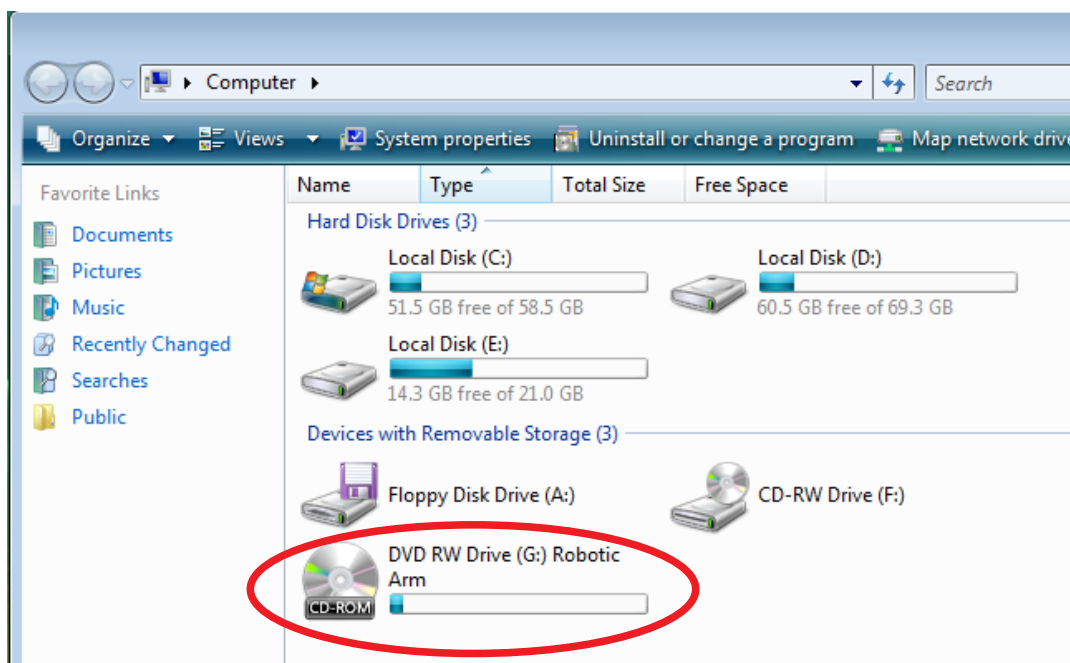 Computer
Search
Organize Views System properties Uninstall or change a program Map network drive
Favorite Links
Documents
Pictures
Music
Recently Changed
Searches
Public
Name Type Total Size Free Space
Hard Disk Drives (3)
Local Disk (C:)
51.5 GB free of 58.5 GB
Local Disk (D:)
60.5 GB free of 69.3 GB
Local Disk (E:)
14.3 GB free of 21.0 GB
Devices with Removable Storage (3)
Floppy Disk Drive (A:)
CD-RW Drive (F:)
DVD RW Drive (G:) Robotic
Arm
CD-ROM